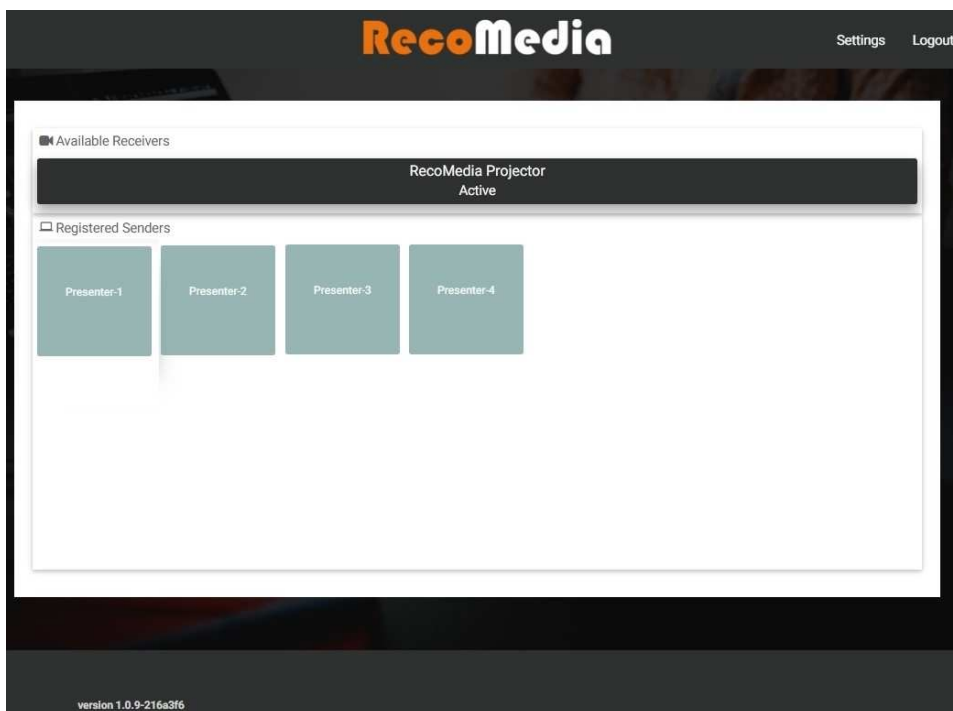 RecoMedia
Settings Logout
Available Receivers
RecoMedia Projector
Active
Registered Senders
Presenter-1 Presenter-2 Presenter-3 Presenter-4
version 1.0.9-216a3f6